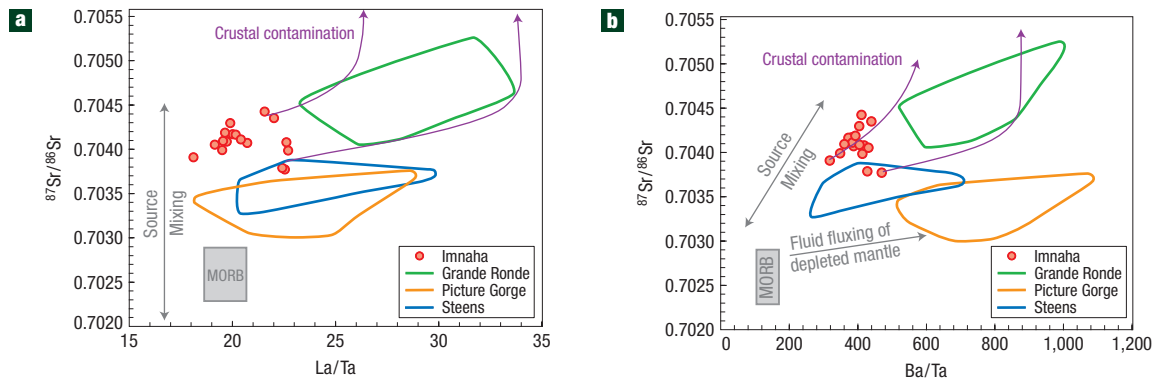 a
Crustal contamination
⁸⁷Sr/⁸⁶Sr
0.7055
0.7050
0.7045
0.7040
0.7035
0.7030
0.7025
0.7020
Source
Mixing
MORB
Imnaha
Grande Ronde
Picture Gorge
Steens
15
20
25
30
35
La/Ta
b
Crustal contamination
⁸⁷Sr/⁸⁶Sr
0.7055
0.7050
0.7045
0.7040
0.7035
0.7030
0.7025
0.7020
Source
Mixing
Fluid fluxing of
depleted mantle
MORB
Imnaha
Grande Ronde
Picture Gorge
Steens
0
200
400
600
800
1,000
1,200
Ba/Ta